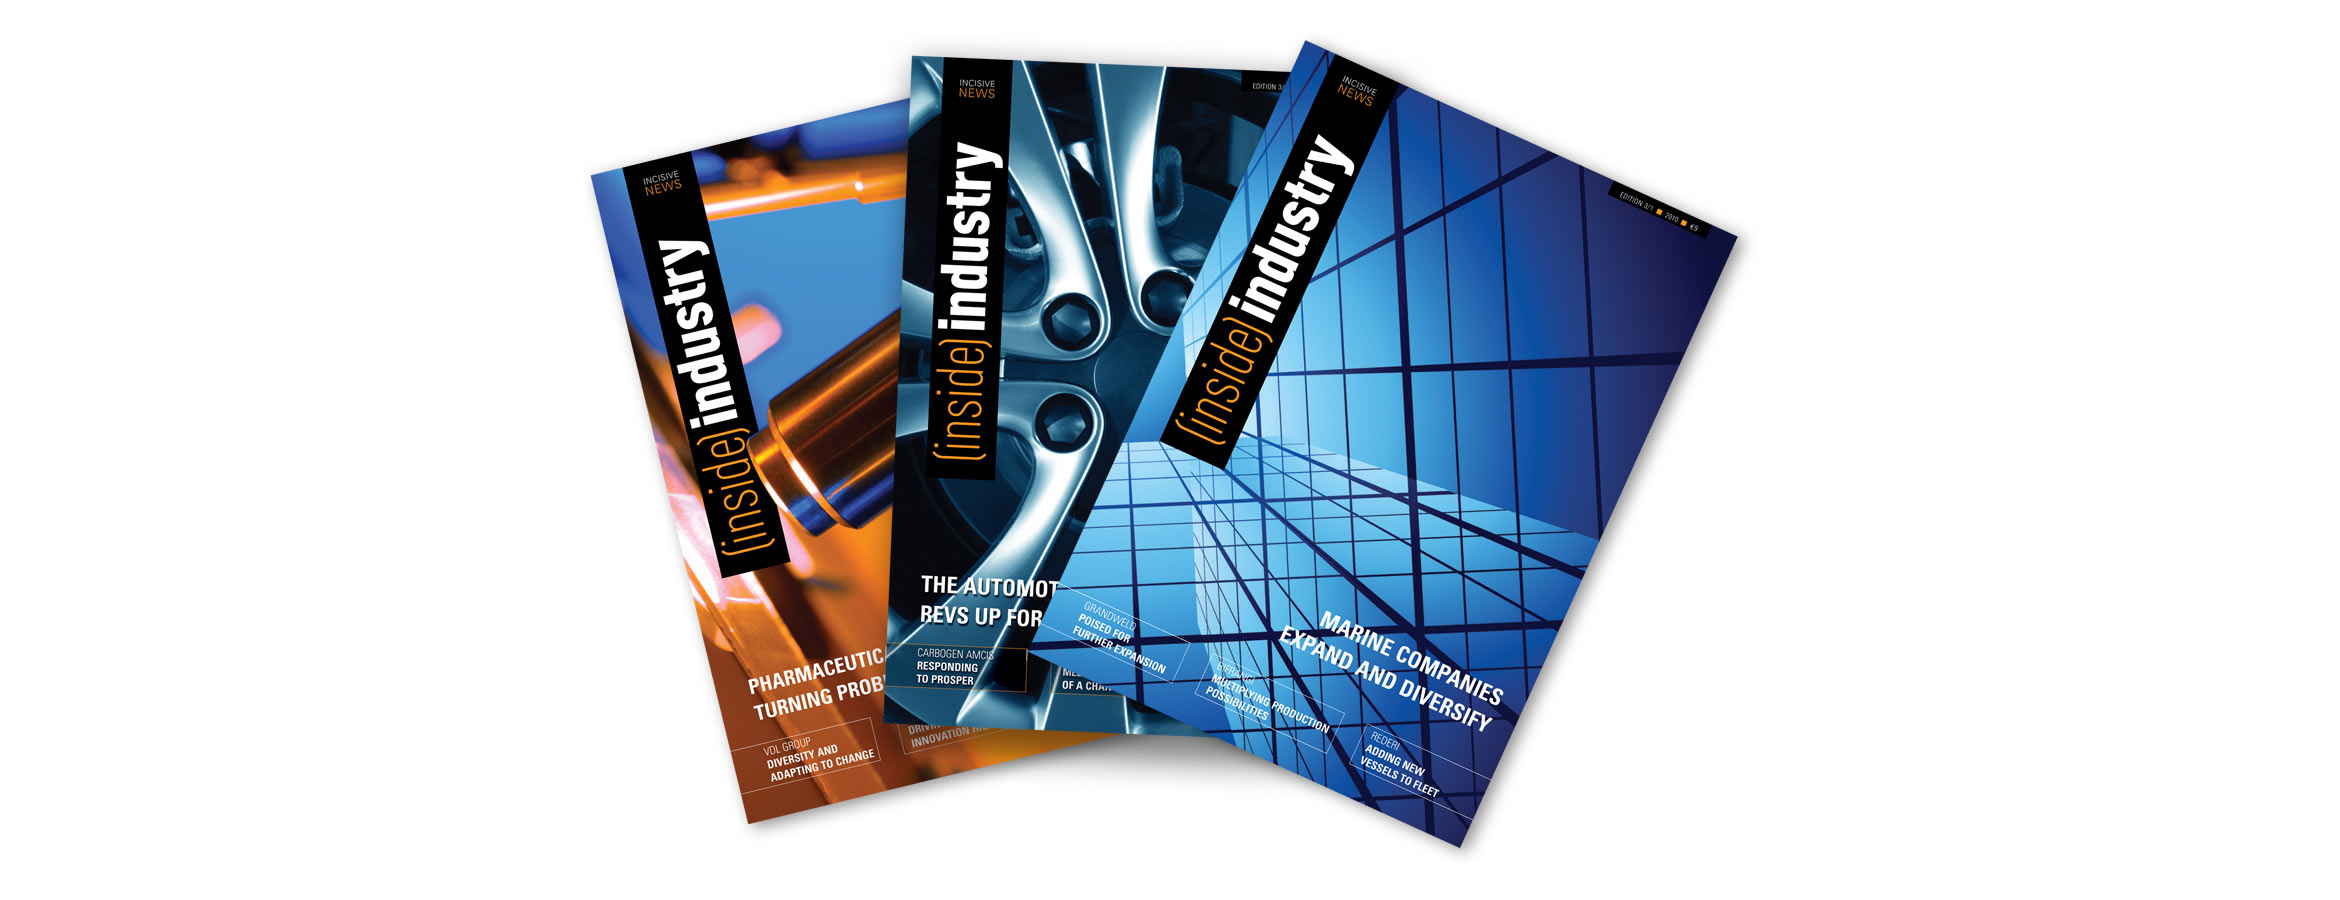 INCISIVE
NEWS
(inside) industry
PHARMACEUTIC
TURNING PROB
VDL GROUP
DIVERSITY AND
ADAPTING TO CHANGE
INNOVATION
INCISIVE
NEWS
(inside) industry
EDITION 3/
THE AUTOMOT
REVS UP FOR
CARBOGEN AMCIS
RESPONDING
TO PROSPER
OF A CHAN
INCISIVE
NEWS
(inside) industry
EDITION 3/1 ■ 2010 ■ €9
MARINE COMPANIES
EXPAND AND DIVERSIFY
GRANDWELD
POISED FOR
FURTHER EXPANSION
BIFRANGI
MULTIPLYING PRODUCTION
POSSIBILITIES
REDERI
ADDING NEW
VESSELS TO FLEET